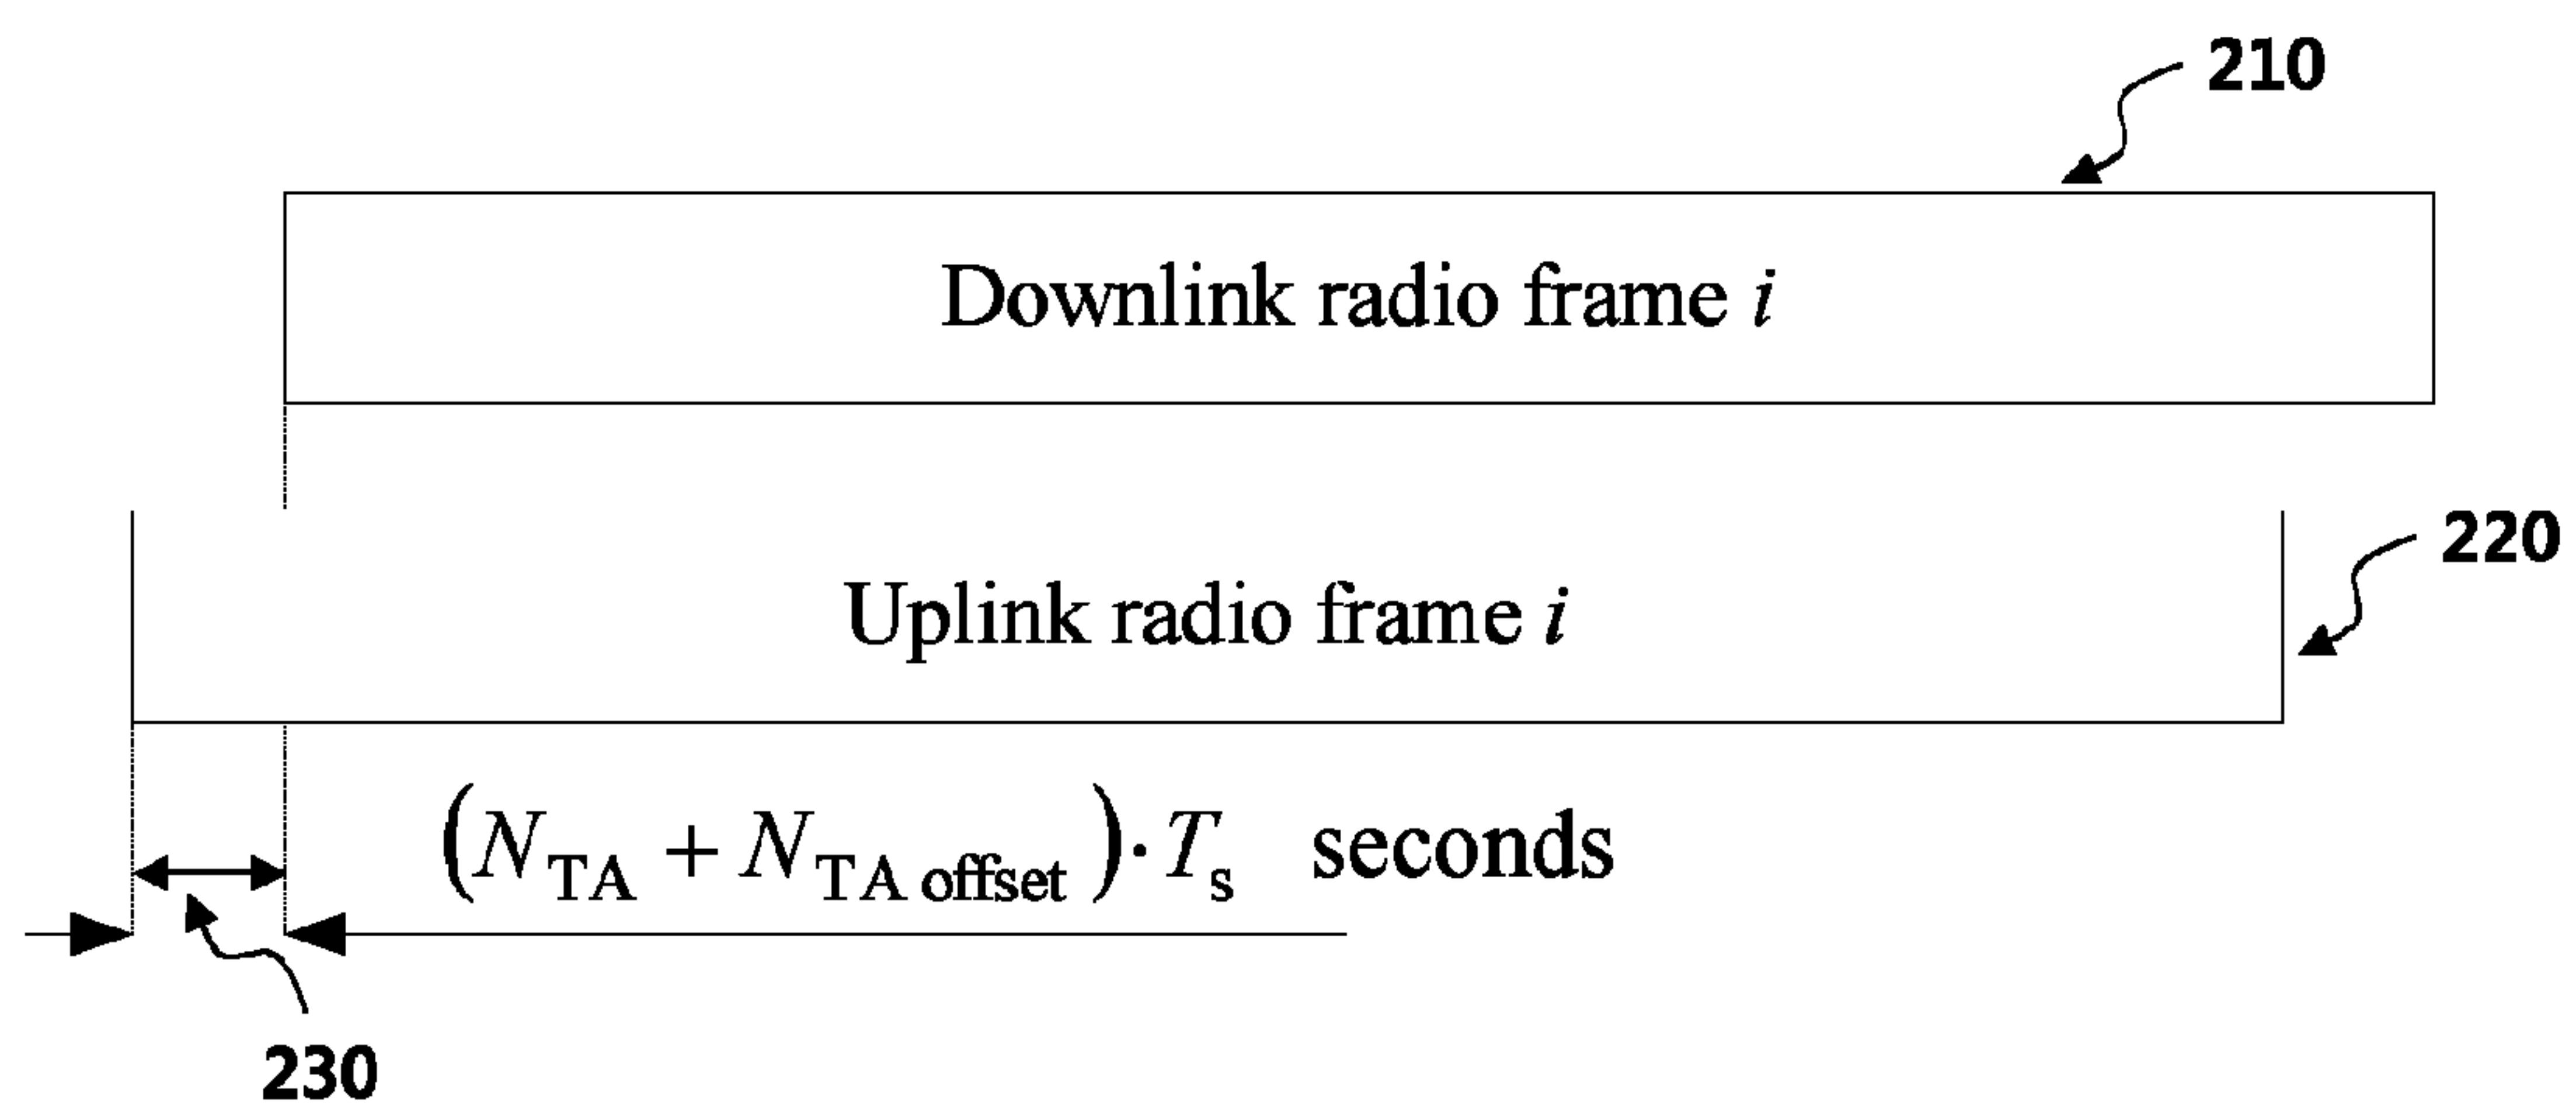 210
Downlink radio frame i
220
Uplink radio frame i
(N_TA + N_TA offset) · T_s seconds
230